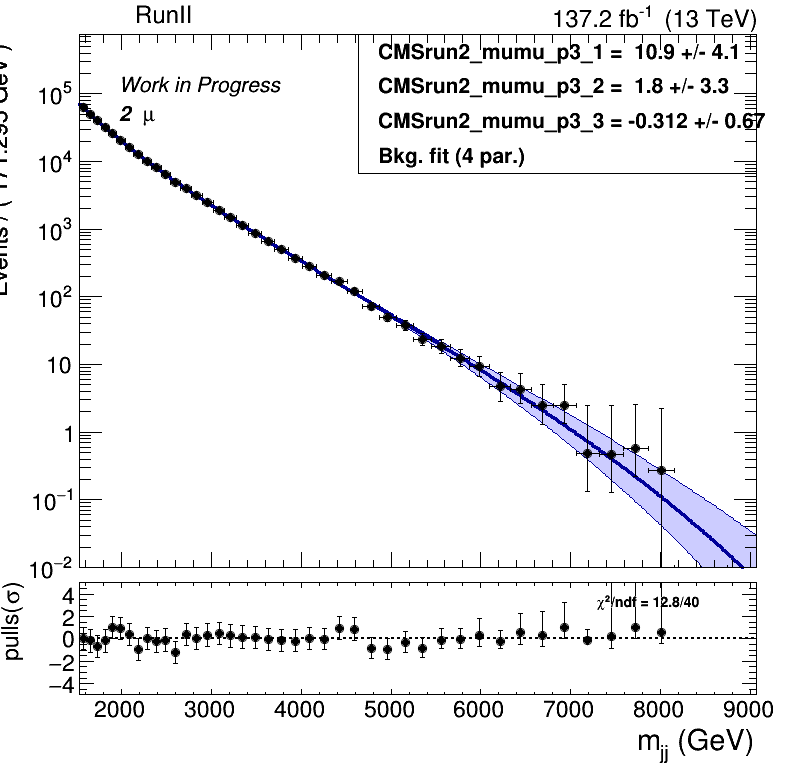 RunII
137.2 fb⁻¹ (13 TeV)
CMSrun2_mumu_p3_1 = 10.9 +/- 4.1
Work in Progress
CMSrun2_mumu_p3_2 = 1.8 +/- 3.3
2 μ
CMSrun2_mumu_p3_3 = -0.312 +/- 0.67
Bkg. fit (4 par.)
10⁵
10⁴
10³
10²
10
1
10⁻¹
10⁻²
χ²/ndf = 12.8/40
pulls(σ)
4
2
0
−2
−4
2000 3000 4000 5000 6000 7000 8000 9000
m_jj (GeV)